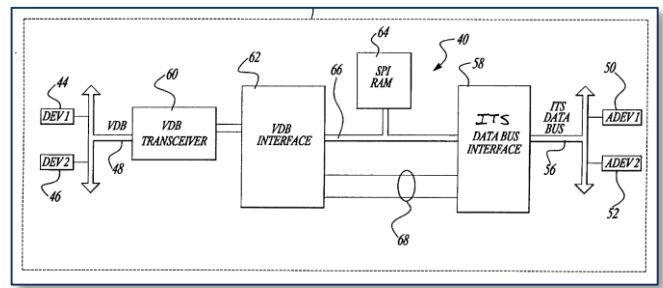 64
40
44
60
62
66
58
50
SPI
RAM
DEV 1
VDB
VDB
TRANSCEIVER
VDB
INTERFACE
ITS
DATA BUS
INTERFACE
ITS
DATA
BUS
ADEV 1
DEV 2
48
56
ADEV 2
46
68
52